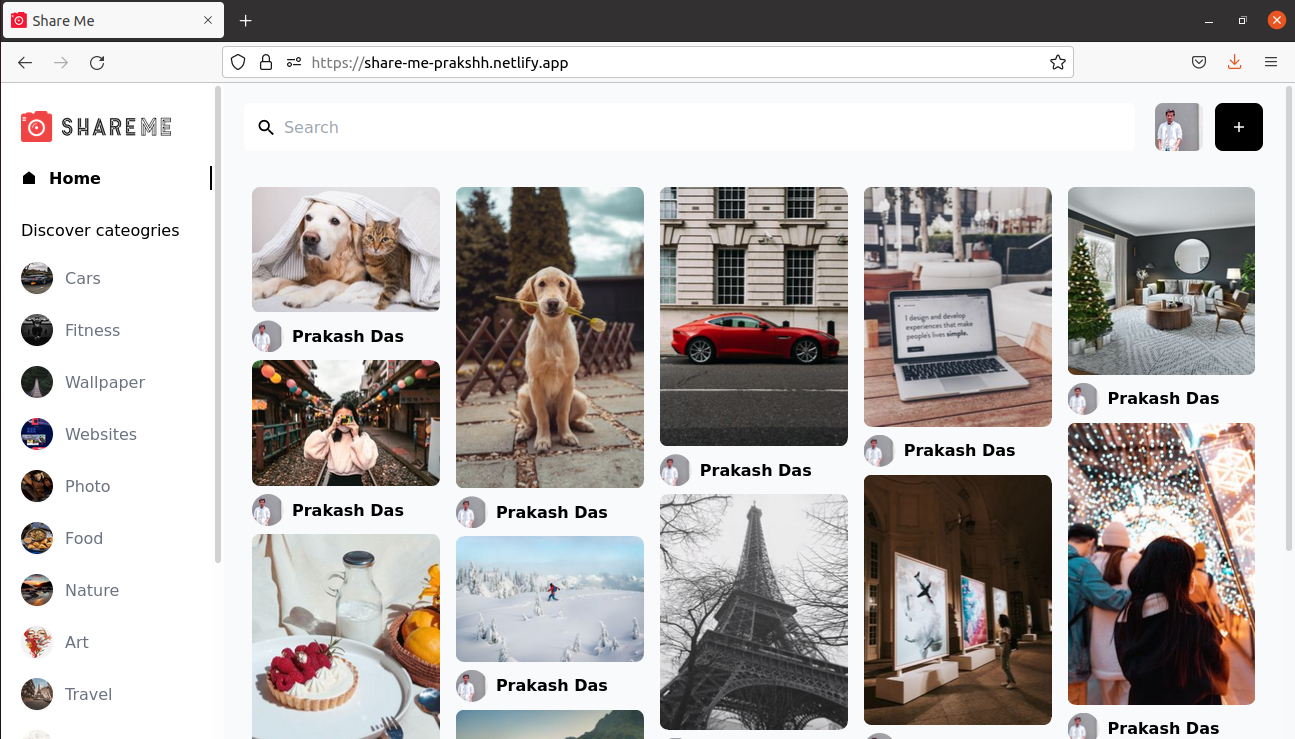 Share Me
https://share-me-prakshh.netlify.app
SHAREME
Search
+
Home
Discover cateogries
Cars
Fitness
Wallpaper
Websites
Photo
Food
Nature
Art
Travel
Prakash Das
Prakash Das
Prakash Das
Prakash Das
Prakash Das
I design and develop
experiences that make
people's lives simple.
Prakash Das
Prakash Das
Prakash Das